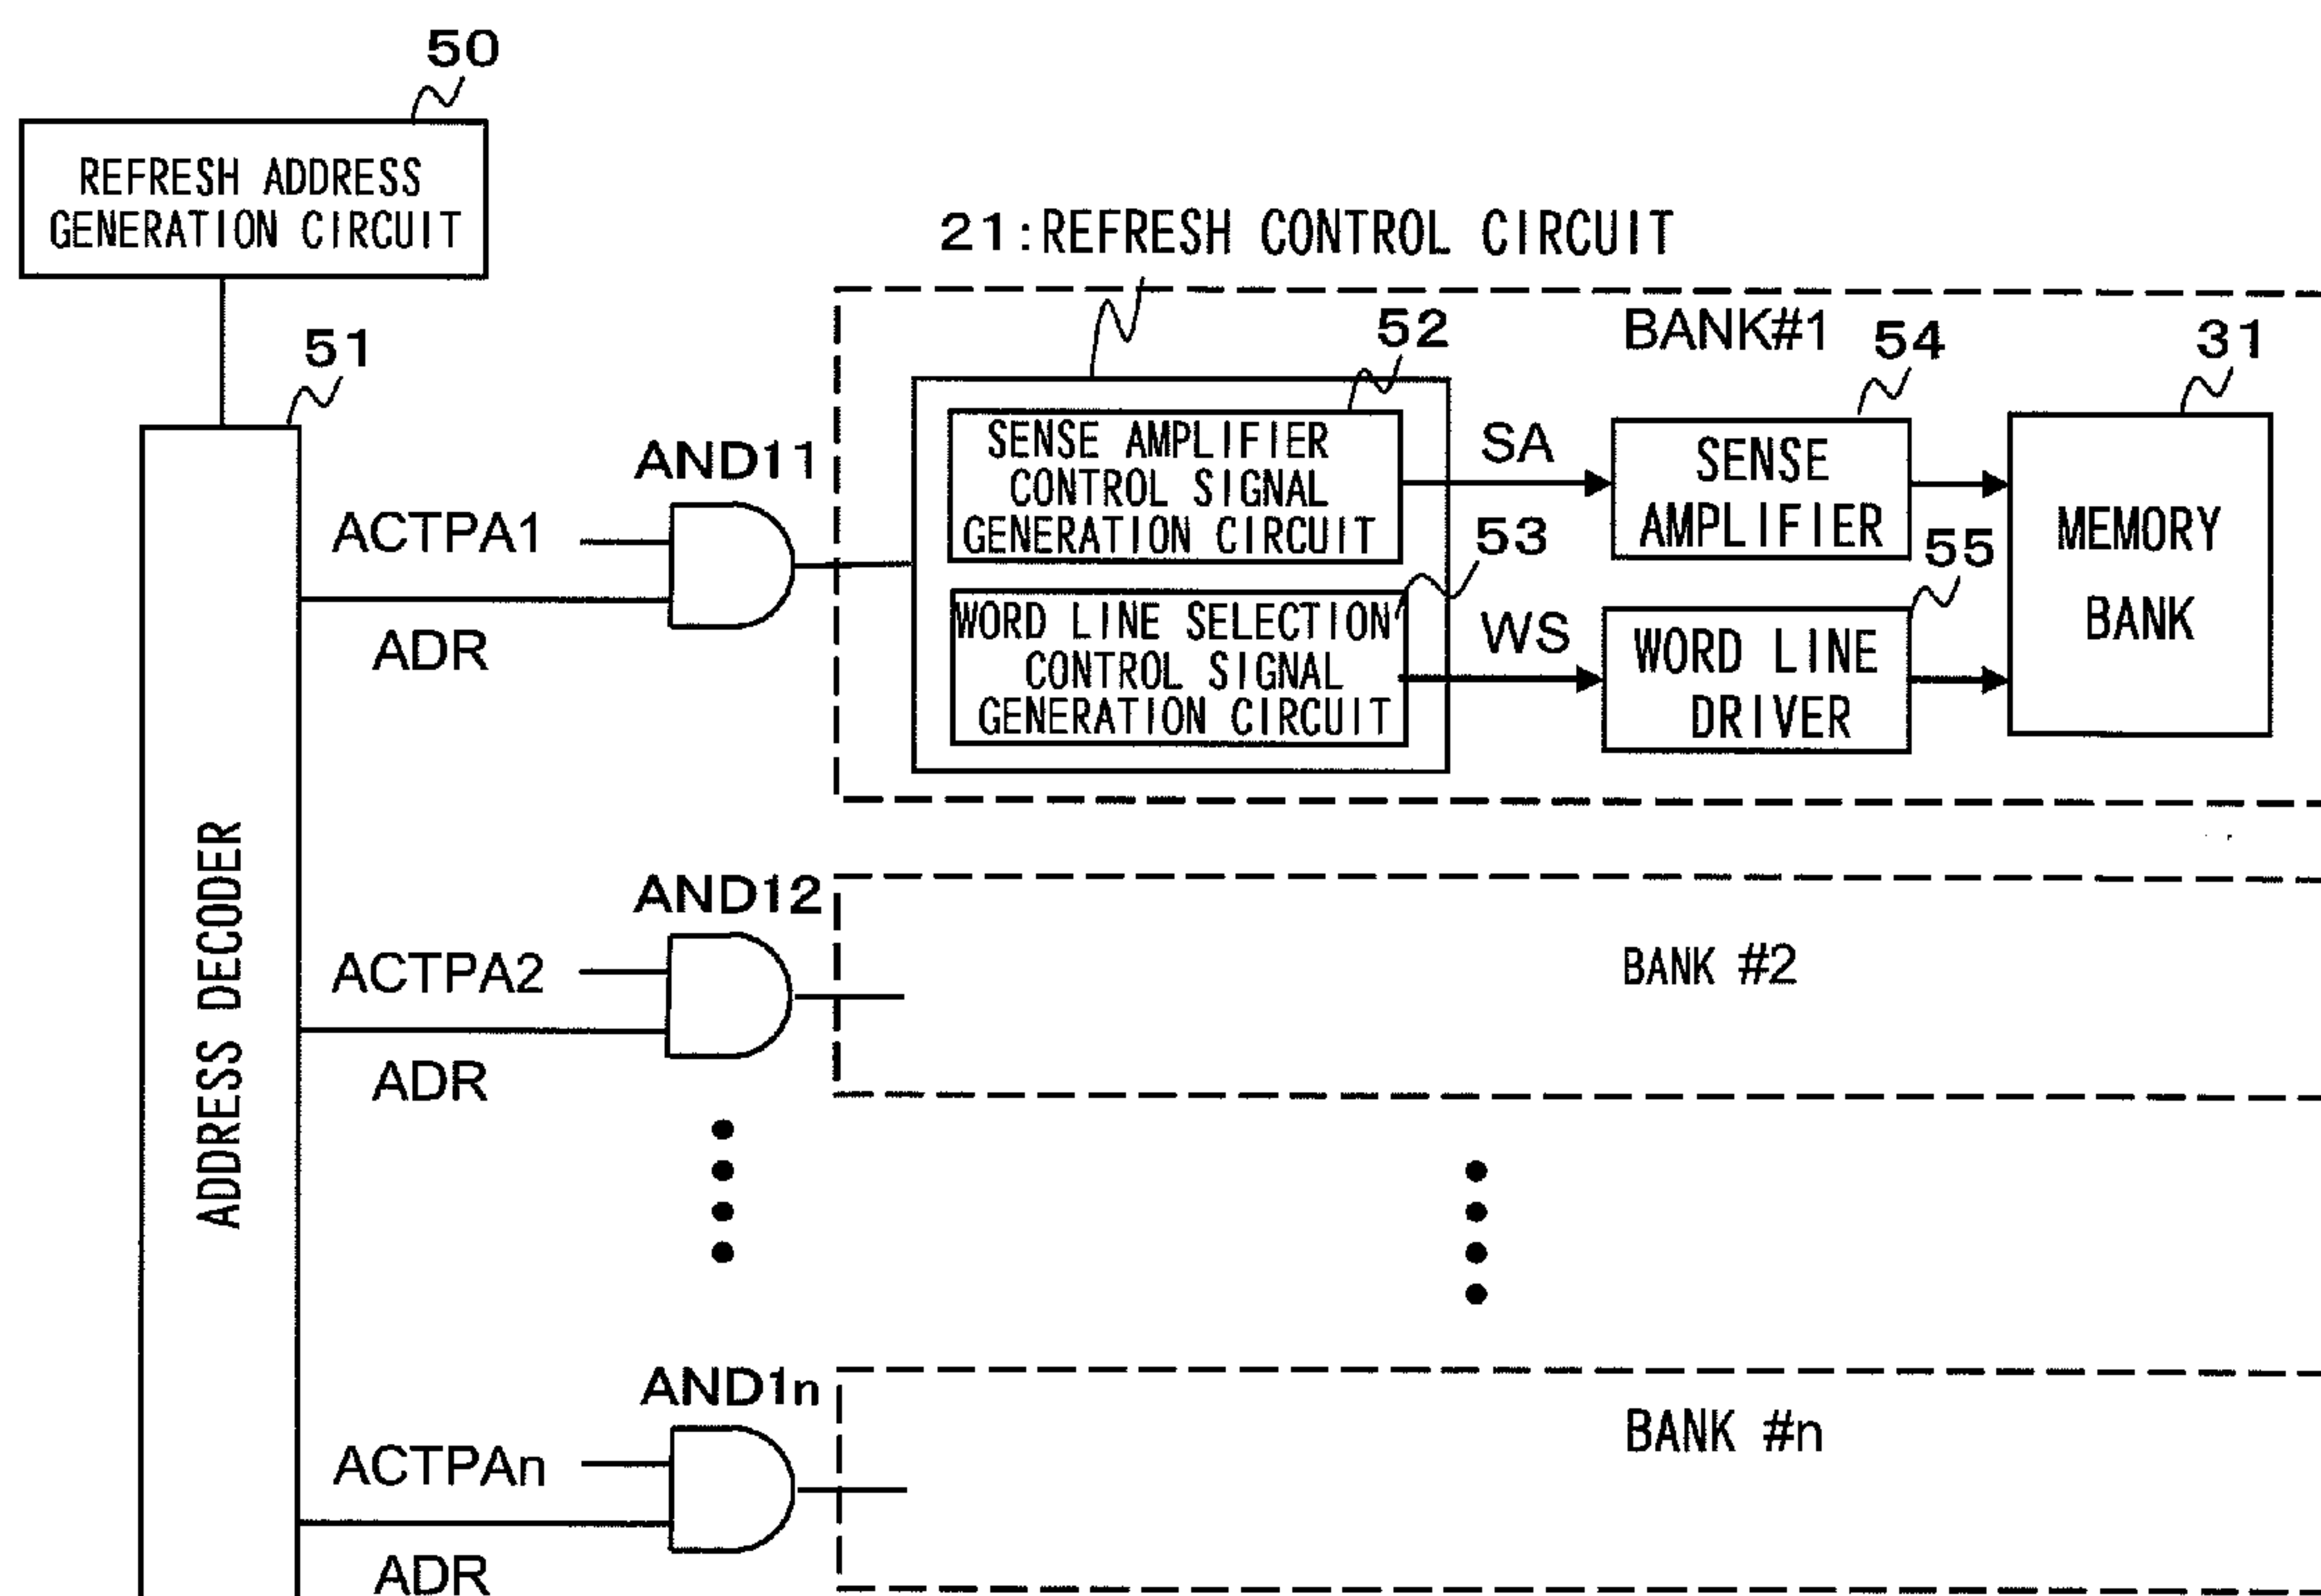 50
REFRESH ADDRESS
GENERATION CIRCUIT
21:REFRESH CONTROL CIRCUIT
51
52
BANK#1
54
31
AND11
SENSE AMPLIFIER
CONTROL SIGNAL
GENERATION CIRCUIT
SA
SENSE
AMPLIFIER
MEMORY
BANK
ACTPA1
ADR
53
55
WORD LINE SELECTION
CONTROL SIGNAL
GENERATION CIRCUIT
WS
WORD LINE
DRIVER
ADDRESS DECODER
AND12
ACTPA2
ADR
BANK #2
AND1n
ACTPAn
ADR
BANK #n